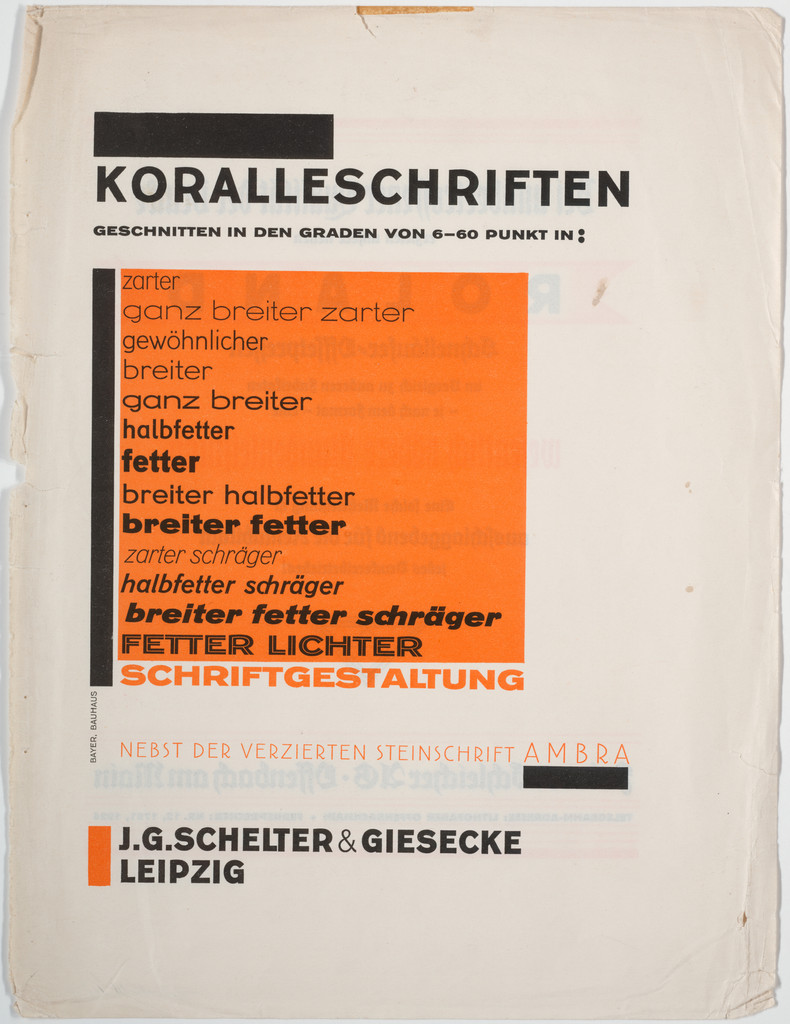 KORALLESCHRIFTEN
GESCHNITTEN IN DEN GRADEN VON 6–60 PUNKT IN:
zarter
ganz breiter zarter
gewöhnlicher
breiter
ganz breiter
halbfetter
fetter
breiter halbfetter
breiter fetter
zarter schräger
halbfetter schräger
breiter fetter schräger
FETTER LICHTER
SCHRIFTGESTALTUNG
BAYER, BAUHAUS
NEBST DER VERZIERTEN STEINSCHRIFT AMBRA
J.G.SCHELTER & GIESECKE
LEIPZIG